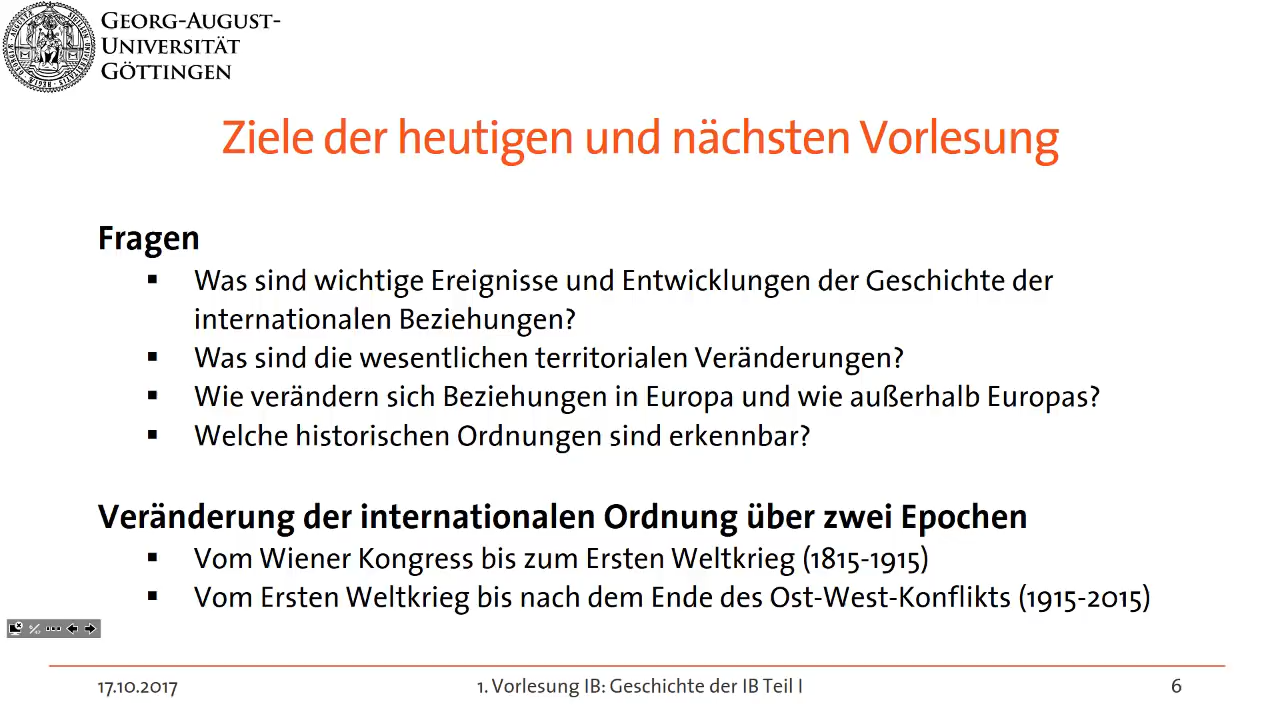 GEORG-AUGUST-
UNIVERSITÄT
GÖTTINGEN
Ziele der heutigen und nächsten Vorlesung
Fragen
▪ Was sind wichtige Ereignisse und Entwicklungen der Geschichte der
internationalen Beziehungen?
▪ Was sind die wesentlichen territorialen Veränderungen?
▪ Wie verändern sich Beziehungen in Europa und wie außerhalb Europas?
▪ Welche historischen Ordnungen sind erkennbar?
Veränderung der internationalen Ordnung über zwei Epochen
▪ Vom Wiener Kongress bis zum Ersten Weltkrieg (1815-1915)
▪ Vom Ersten Weltkrieg bis nach dem Ende des Ost-West-Konflikts (1915-2015)
17.10.2017 1. Vorlesung IB: Geschichte der IB Teil I 6